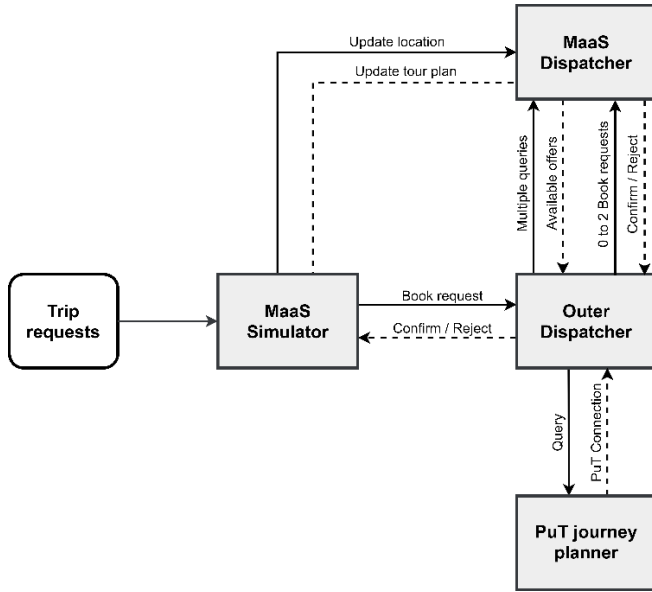 Update location
MaaS
Dispatcher
Update tour plan
Multiple queries
Available offers
0 to 2 Book requests
Confirm / Reject
Trip
requests
MaaS
Simulator
Book request
Confirm / Reject
Outer
Dispatcher
Query
PuT Connection
PuT journey
planner